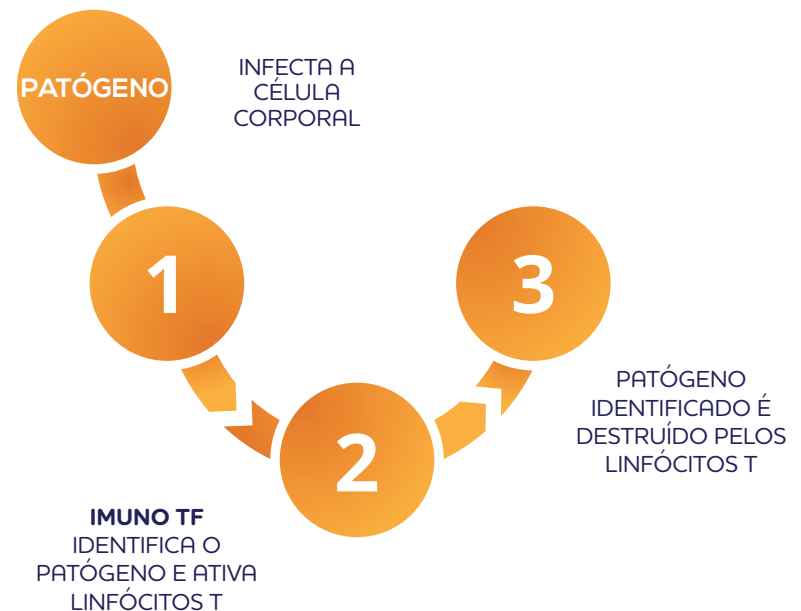 PATÓGENO
INFECTA A
CÉLULA
CORPORAL
1
2
3
IMUNO TF
IDENTIFICA O
PATÓGENO E ATIVA
LINFÓCITOS T
PATÓGENO
IDENTIFICADO É
DESTRUÍDO PELOS
LINFÓCITOS T